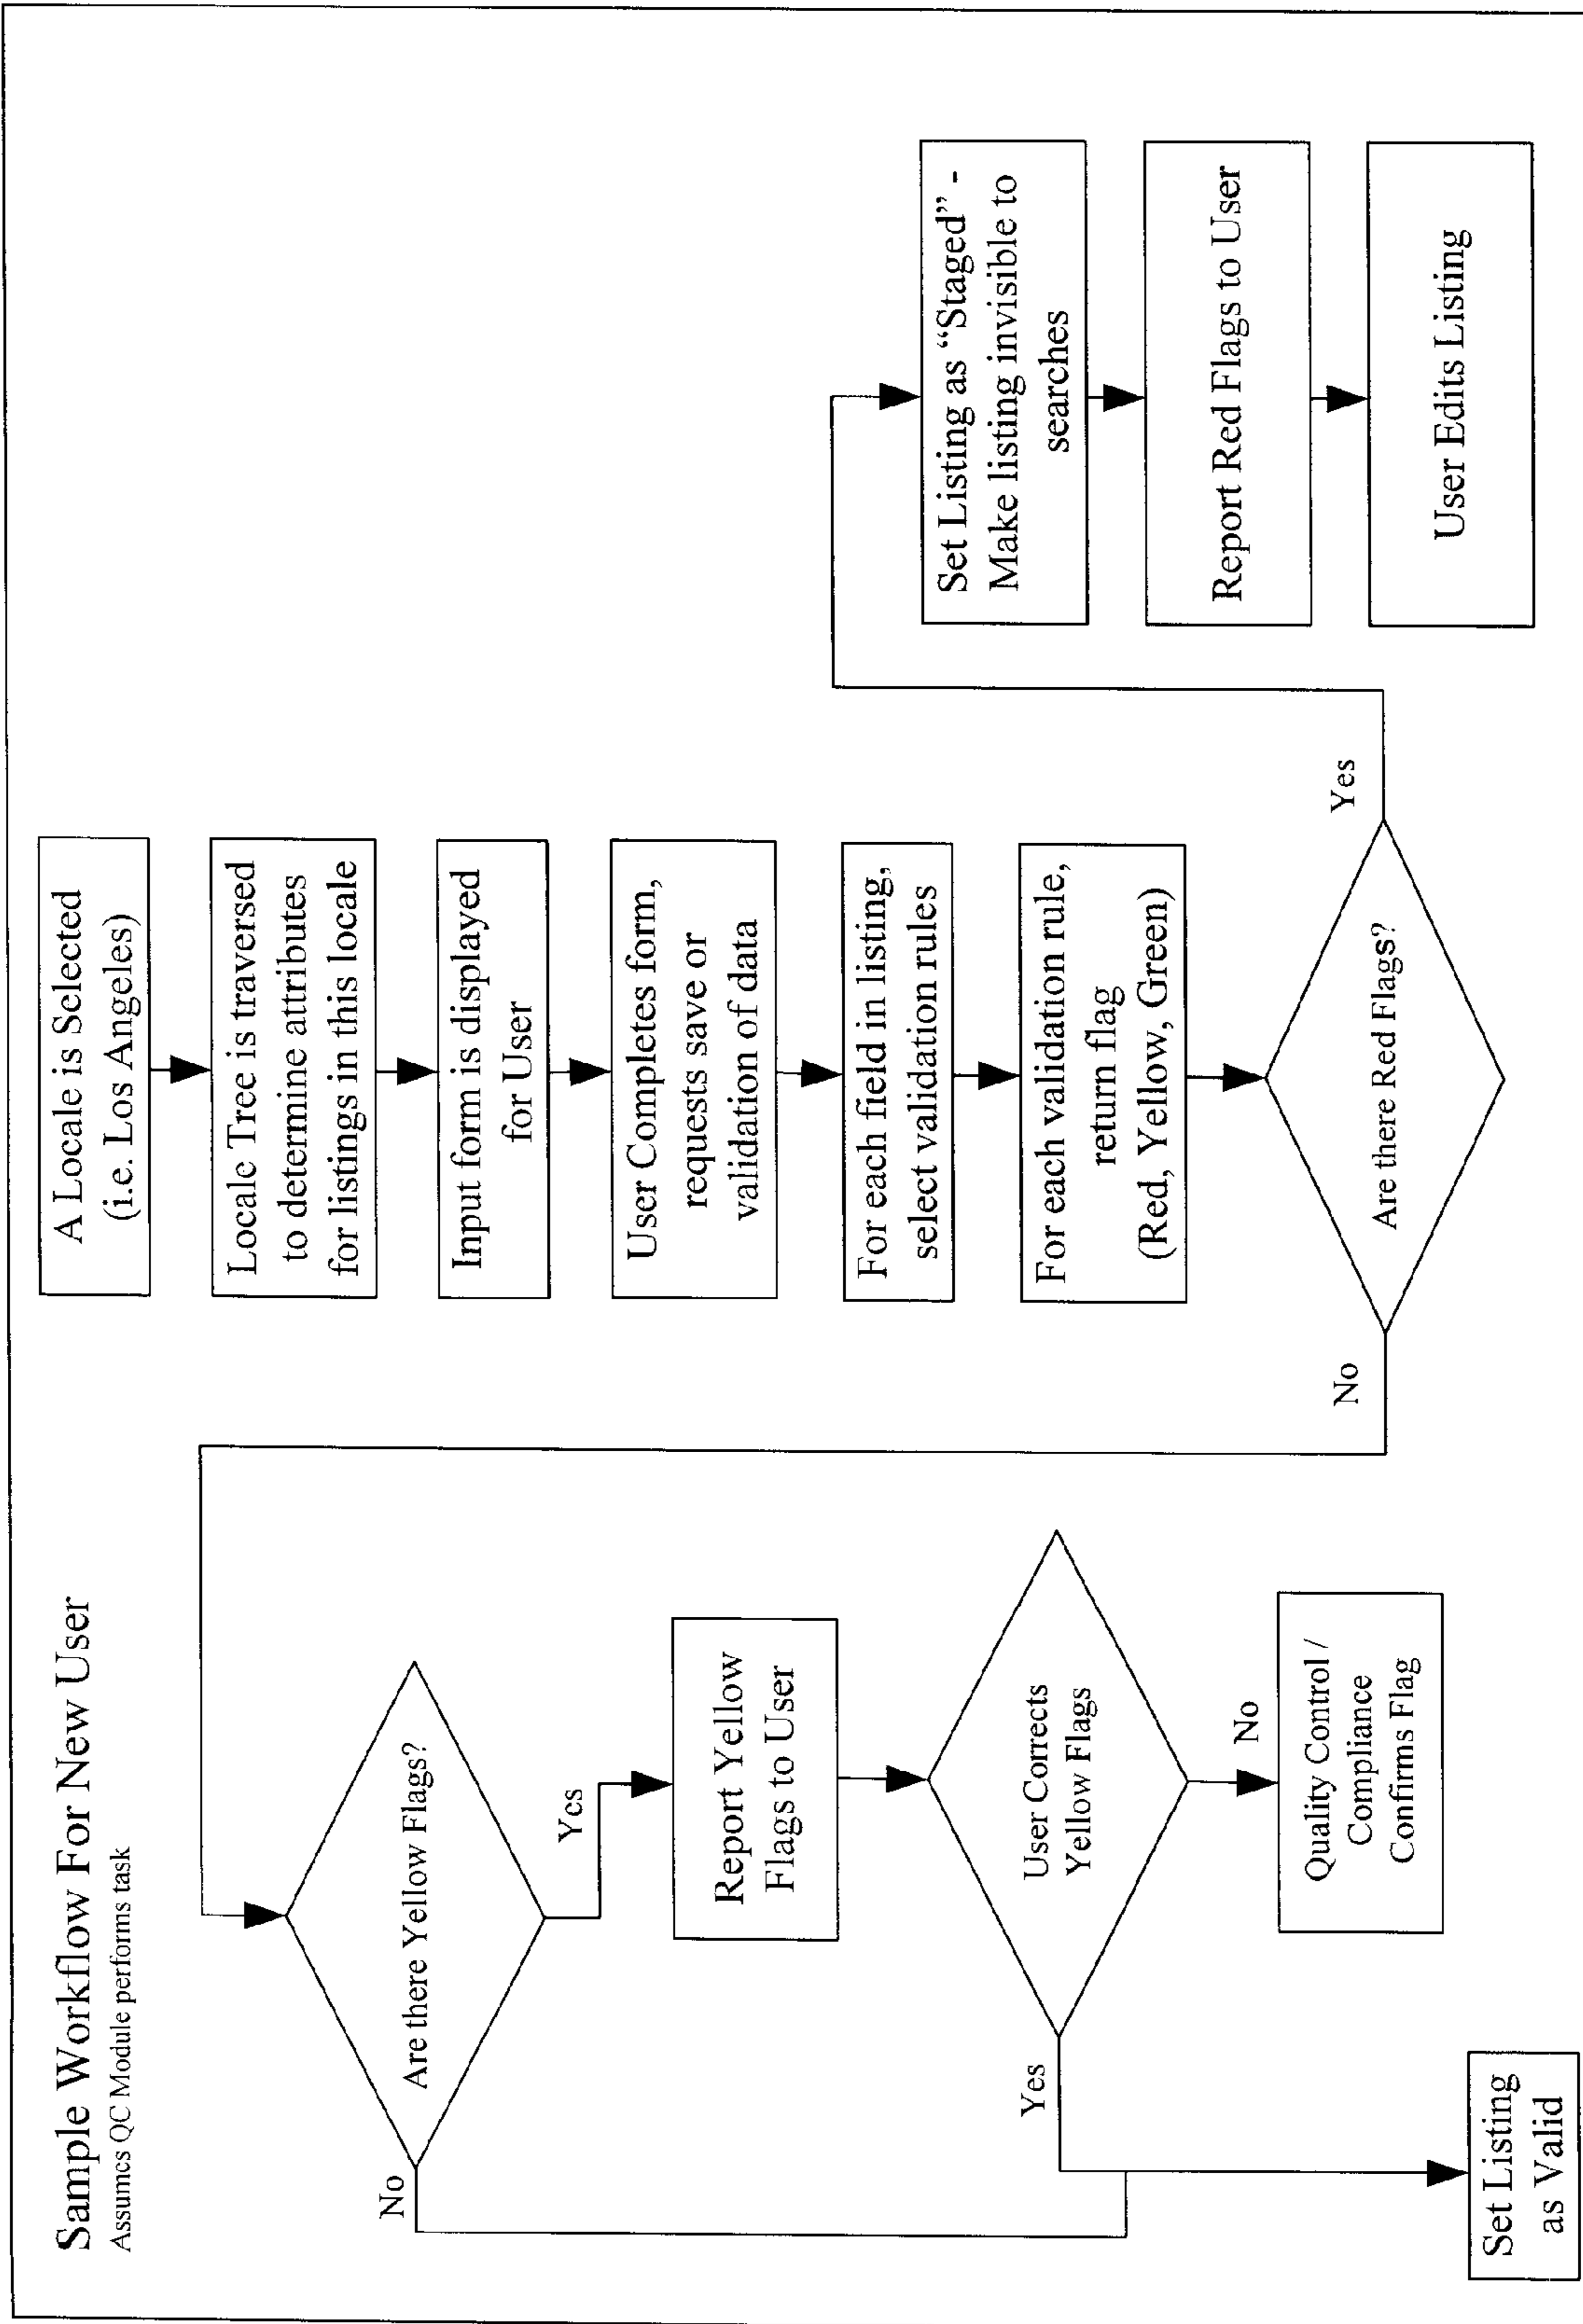 Sample Workflow For New User
Assumes QC Module performs task
A Locale is Selected
(i.e. Los Angeles)
Locale Tree is traversed
to determine attributes
for listings in this locale
Input form is displayed
for User
User Completes form,
requests save or
validation of data
For each field in listing,
select validation rules
For each validation rule,
return flag
(Red, Yellow, Green)
Are there Red Flags?
Yes
No
Set Listing as “Staged” -
Make listing invisible to
searches
Report Red Flags to User
User Edits Listing
Are there Yellow Flags?
No
Yes
Report Yellow
Flags to User
User Corrects
Yellow Flags
Yes
No
Quality Control /
Compliance
Confirms Flag
Set Listing
as Valid